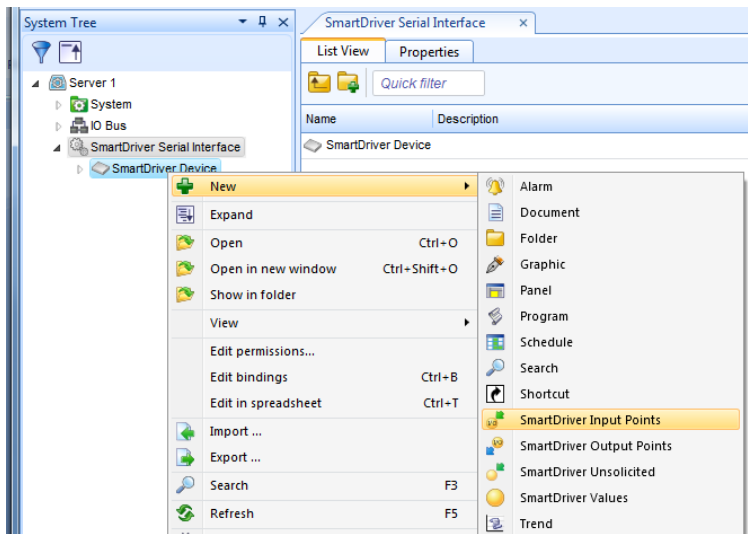 System Tree
SmartDriver Serial Interface
List View
Properties
Quick filter
Server 1
System
IO Bus
SmartDriver Serial Interface
SmartDriver Device
Name
Description
SmartDriver Device
New
Expand
Open Ctrl+O
Open in new window Ctrl+Shift+O
Show in folder
View
Edit permissions...
Edit bindings Ctrl+B
Edit in spreadsheet Ctrl+T
Import ...
Export ...
Search F3
Refresh F5
Alarm
Document
Folder
Graphic
Panel
Program
Schedule
Search
Shortcut
SmartDriver Input Points
SmartDriver Output Points
SmartDriver Unsolicited
SmartDriver Values
Trend